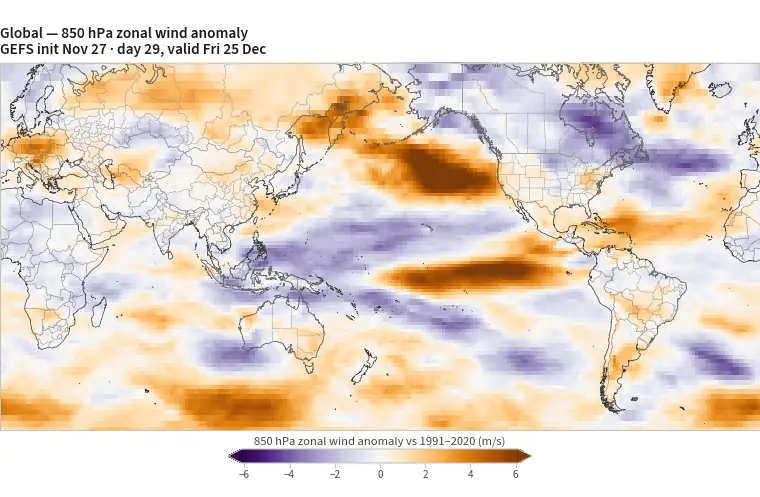 Global — 850 hPa zonal wind anomaly
GEFS init Nov 27 · day 29, valid Fri 25 Dec
850 hPa zonal wind anomaly vs 1991–2020 (m/s)
−6 −4 −2 0 2 4 6